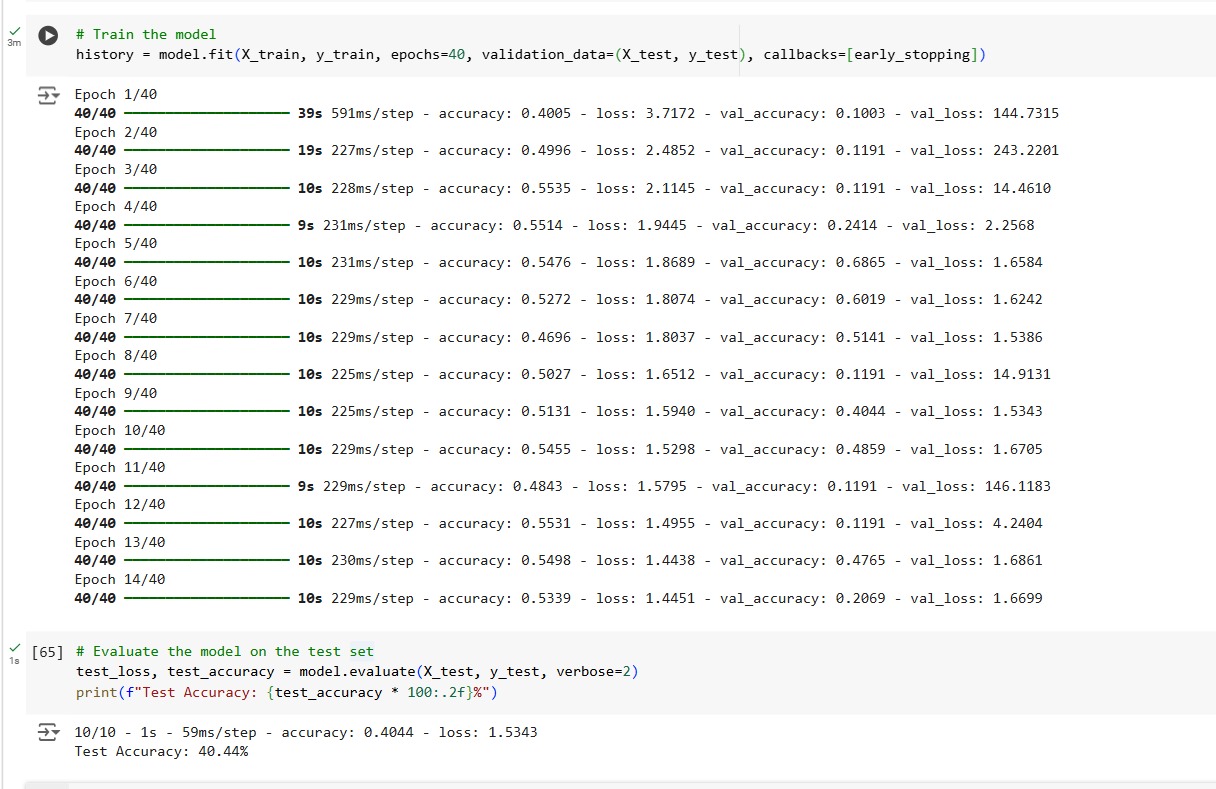 3m
# Train the model
history = model.fit(X_train, y_train, epochs=40, validation_data=(X_test, y_test), callbacks=[early_stopping])
Epoch 1/40
40/40 ━━━━━━━━━━━━━━━━━━━━ 39s 591ms/step - accuracy: 0.4005 - loss: 3.7172 - val_accuracy: 0.1003 - val_loss: 144.7315
Epoch 2/40
40/40 ━━━━━━━━━━━━━━━━━━━━ 19s 227ms/step - accuracy: 0.4996 - loss: 2.4852 - val_accuracy: 0.1191 - val_loss: 243.2201
Epoch 3/40
40/40 ━━━━━━━━━━━━━━━━━━━━ 10s 228ms/step - accuracy: 0.5535 - loss: 2.1145 - val_accuracy: 0.1191 - val_loss: 14.4610
Epoch 4/40
40/40 ━━━━━━━━━━━━━━━━━━━━ 9s 231ms/step - accuracy: 0.5514 - loss: 1.9445 - val_accuracy: 0.2414 - val_loss: 2.2568
Epoch 5/40
40/40 ━━━━━━━━━━━━━━━━━━━━ 10s 231ms/step - accuracy: 0.5476 - loss: 1.8689 - val_accuracy: 0.6865 - val_loss: 1.6584
Epoch 6/40
40/40 ━━━━━━━━━━━━━━━━━━━━ 10s 229ms/step - accuracy: 0.5272 - loss: 1.8074 - val_accuracy: 0.6019 - val_loss: 1.6242
Epoch 7/40
40/40 ━━━━━━━━━━━━━━━━━━━━ 10s 229ms/step - accuracy: 0.4696 - loss: 1.8037 - val_accuracy: 0.5141 - val_loss: 1.5386
Epoch 8/40
40/40 ━━━━━━━━━━━━━━━━━━━━ 10s 225ms/step - accuracy: 0.5027 - loss: 1.6512 - val_accuracy: 0.1191 - val_loss: 14.9131
Epoch 9/40
40/40 ━━━━━━━━━━━━━━━━━━━━ 10s 225ms/step - accuracy: 0.5131 - loss: 1.5940 - val_accuracy: 0.4044 - val_loss: 1.5343
Epoch 10/40
40/40 ━━━━━━━━━━━━━━━━━━━━ 10s 229ms/step - accuracy: 0.5455 - loss: 1.5298 - val_accuracy: 0.4859 - val_loss: 1.6705
Epoch 11/40
40/40 ━━━━━━━━━━━━━━━━━━━━ 9s 229ms/step - accuracy: 0.4843 - loss: 1.5795 - val_accuracy: 0.1191 - val_loss: 146.1183
Epoch 12/40
40/40 ━━━━━━━━━━━━━━━━━━━━ 10s 227ms/step - accuracy: 0.5531 - loss: 1.4955 - val_accuracy: 0.1191 - val_loss: 4.2404
Epoch 13/40
40/40 ━━━━━━━━━━━━━━━━━━━━ 10s 230ms/step - accuracy: 0.5498 - loss: 1.4438 - val_accuracy: 0.4765 - val_loss: 1.6861
Epoch 14/40
40/40 ━━━━━━━━━━━━━━━━━━━━ 10s 229ms/step - accuracy: 0.5339 - loss: 1.4451 - val_accuracy: 0.2069 - val_loss: 1.6699
1s
[65] # Evaluate the model on the test set
test_loss, test_accuracy = model.evaluate(X_test, y_test, verbose=2)
print(f"Test Accuracy: {test_accuracy * 100:.2f}%")
10/10 - 1s - 59ms/step - accuracy: 0.4044 - loss: 1.5343
Test Accuracy: 40.44%